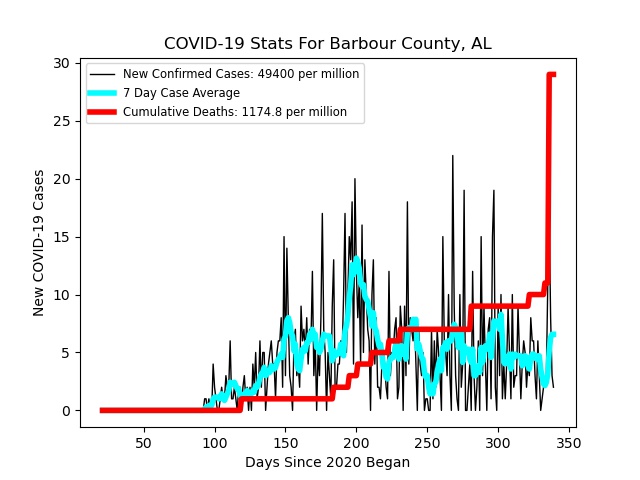 COVID-19 Stats For Barbour County, AL
New Confirmed Cases: 49400 per million
7 Day Case Average
Cumulative Deaths: 1174.8 per million
New COVID-19 Cases
30
25
20
15
10
5
0
50
100
150
200
250
300
350
Days Since 2020 Began